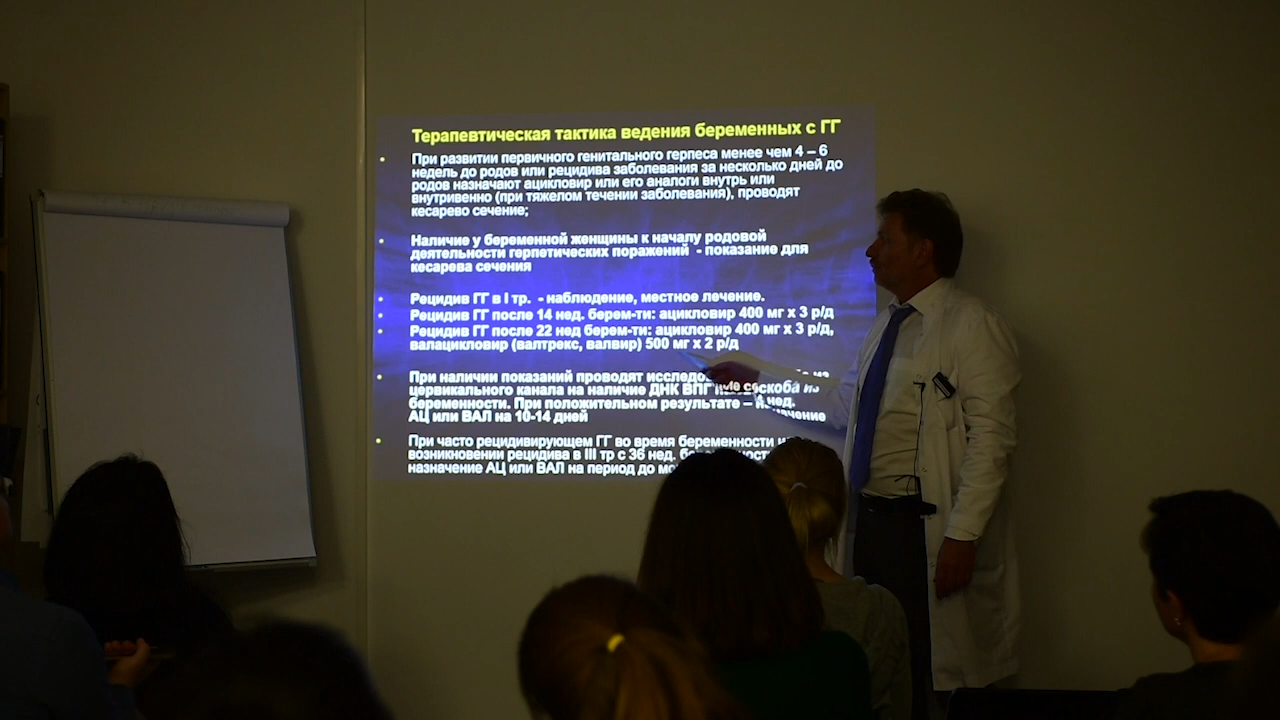 Терапевтическая тактика ведения беременных с ГГ
• При развитии первичного генитального герпеса менее чем 4 – 6
недель до родов или рецидива заболевания за несколько дней до
родов назначают ацикловир или его аналоги внутрь или
внутривенно (при тяжелом течении заболевания), проводят
кесарево сечение;
• Наличие у беременной женщины к началу родовой
деятельности герпетических поражений - показание для
кесарева сечения
• Рецидив ГГ в I тр. - наблюдение, местное лечение.
• Рецидив ГГ после 14 нед. берем-ти: ацикловир 400 мг х 3 р/д
• Рецидив ГГ после 22 нед берем-ти: ацикловир 400 мг х 3 р/д,
валацикловир (валтрекс, валвир) 500 мг х 2 р/д
• При наличии показаний проводят из
цервикального канала на наличие ДНК ВПГ соскоба из
беременности. При положительном результате – нед.
АЦ или ВАЛ на 10-14 дней
• При часто рецидивирующем ГГ во время беременности
возникновении рецидива в III тр с 36 нед.
назначение АЦ или ВАЛ на период до